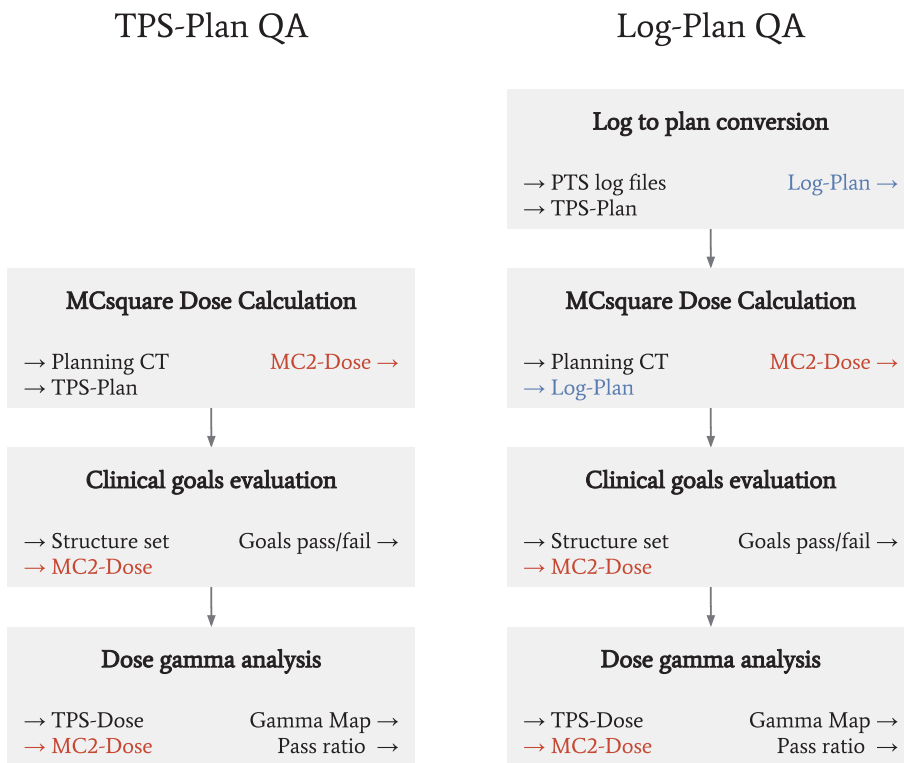 TPS-Plan QA
MCsquare Dose Calculation
→ Planning CT MC2-Dose →
→ TPS-Plan
Clinical goals evaluation
→ Structure set Goals pass/fail →
→ MC2-Dose
Dose gamma analysis
→ TPS-Dose Gamma Map →
→ MC2-Dose Pass ratio →
Log-Plan QA
Log to plan conversion
→ PTS log files Log-Plan →
→ TPS-Plan
MCsquare Dose Calculation
→ Planning CT MC2-Dose →
→ Log-Plan
Clinical goals evaluation
→ Structure set Goals pass/fail →
→ MC2-Dose
Dose gamma analysis
→ TPS-Dose Gamma Map →
→ MC2-Dose Pass ratio →